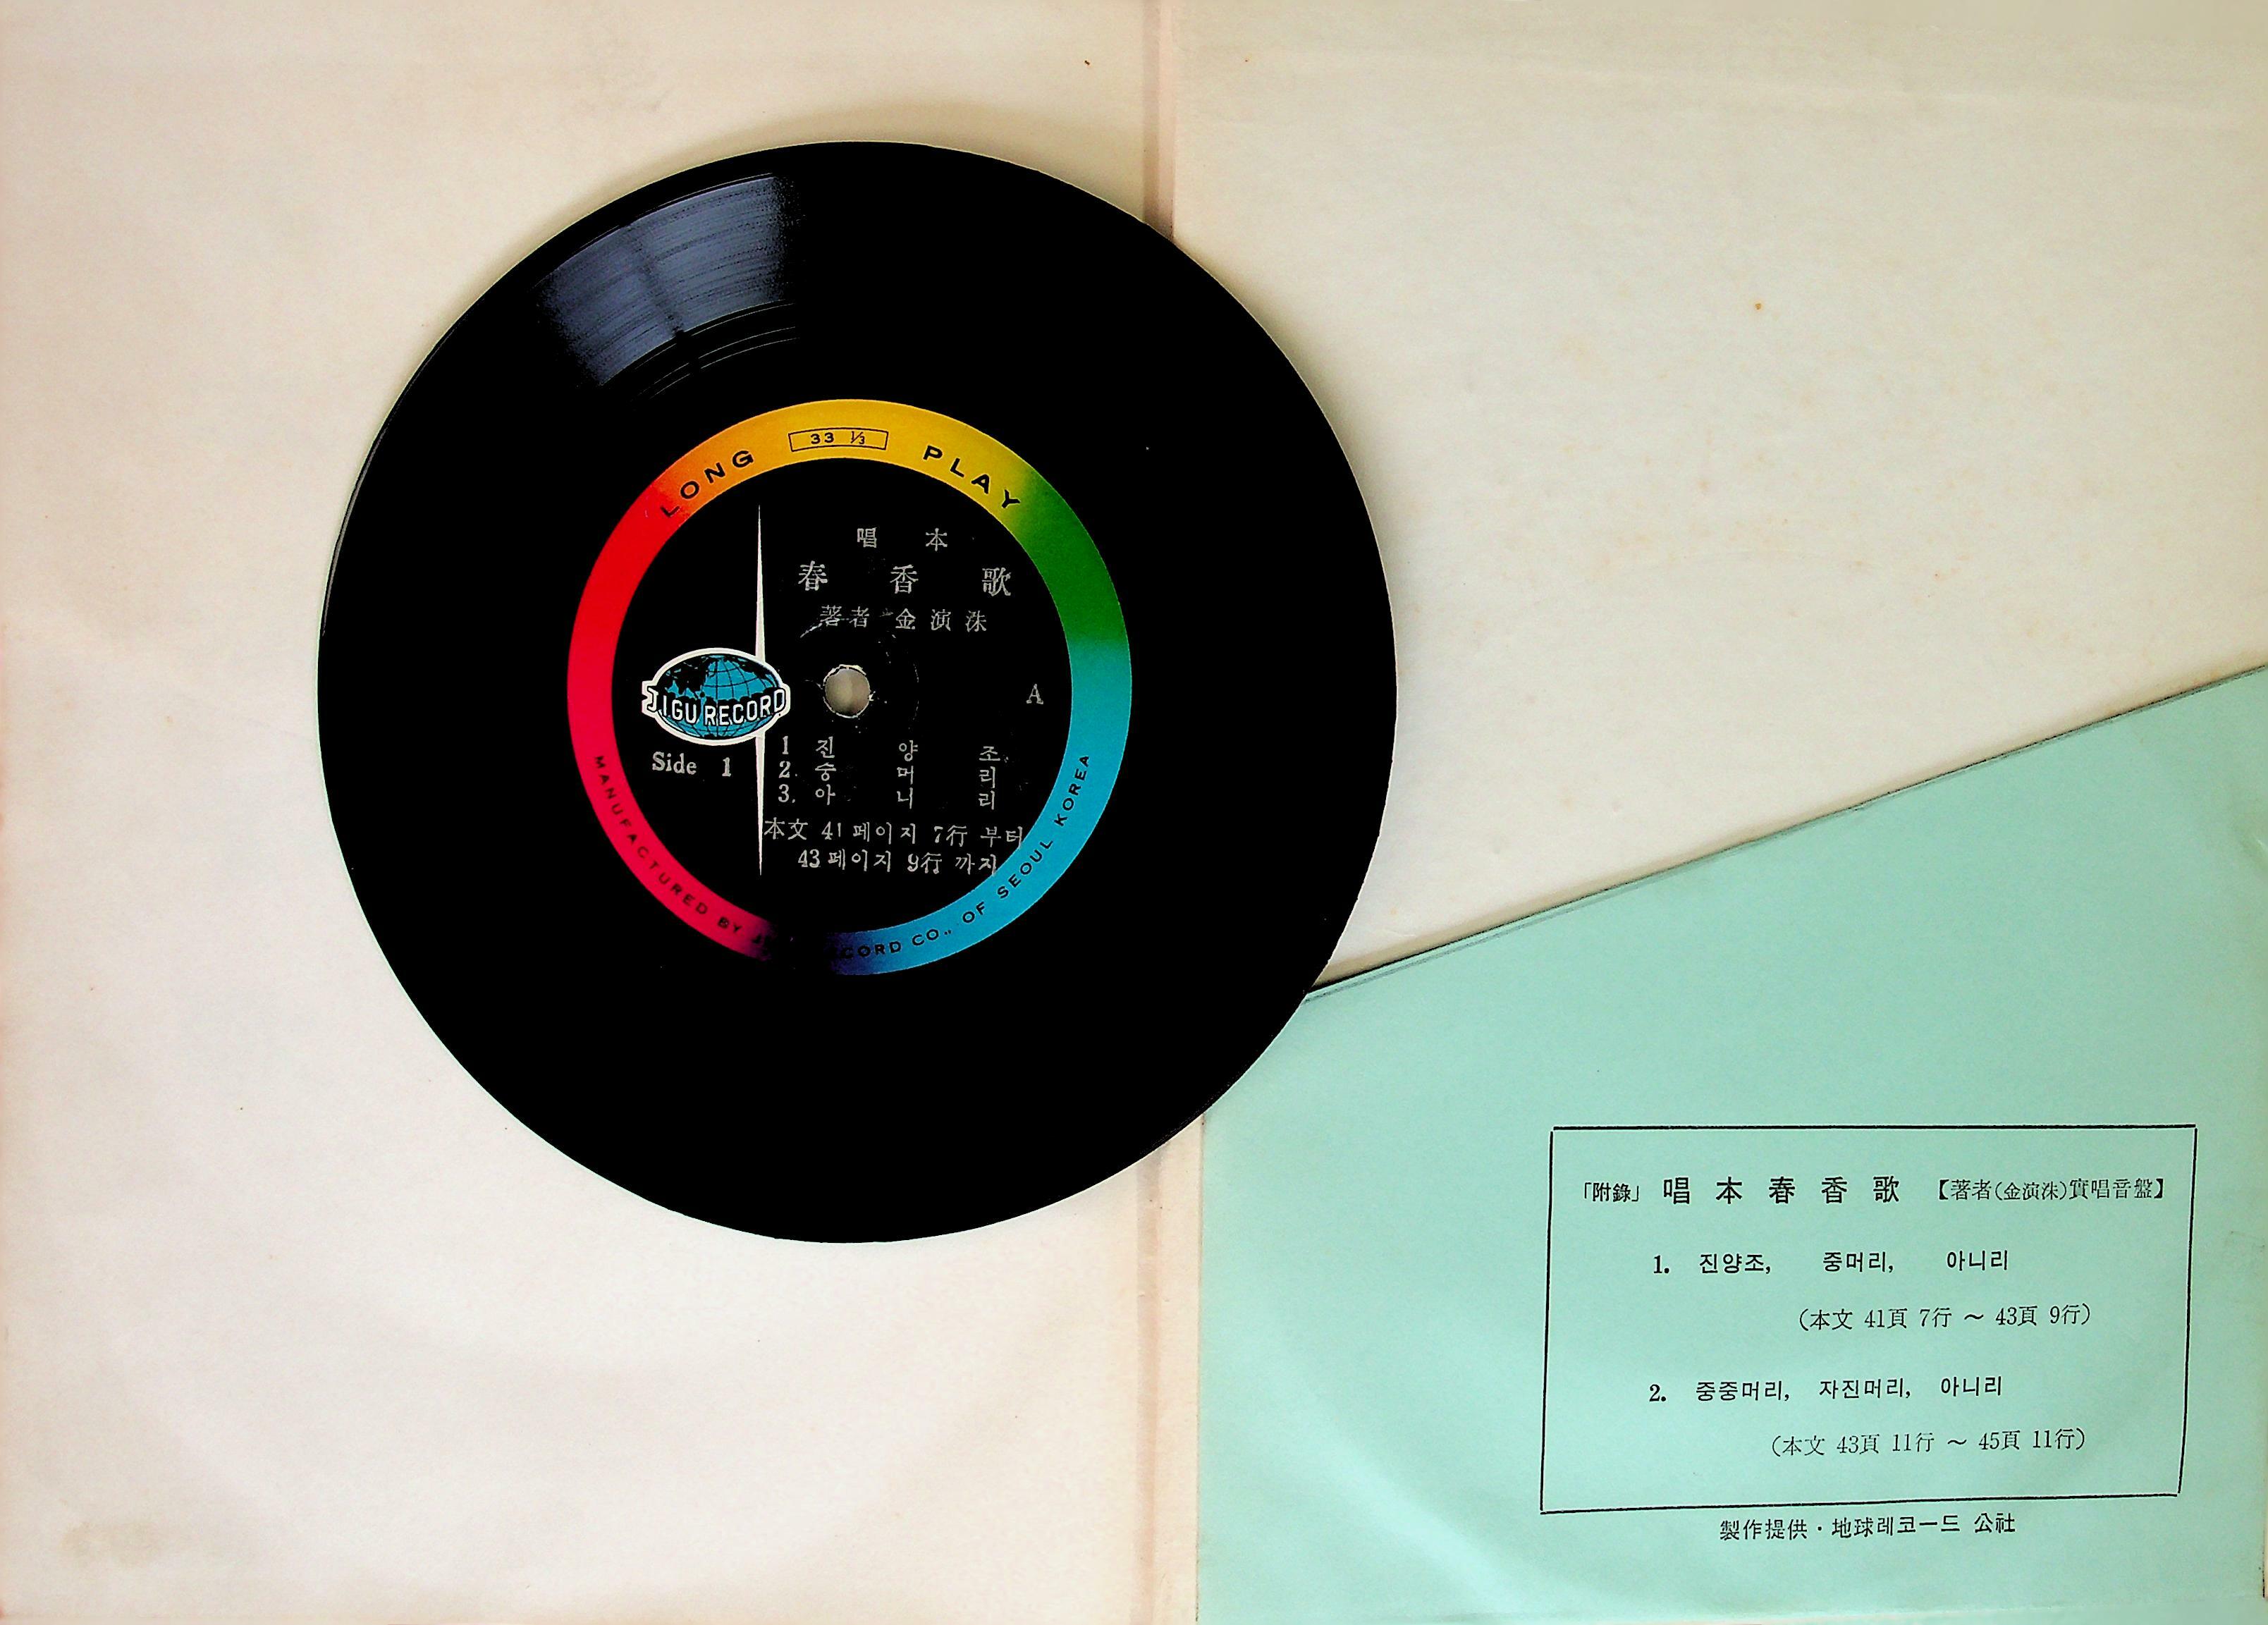 LONG 33 1/3 PLAY
唱 本
春 香 歌
著者 金演洙
JIGU RECORD
A
Side 1
1 진 양 조
2. 중 머 리
3. 아 니 리
本文 41 페이지 7行 부터
43 페이지 9行 까지
MANUFACTURED BY RECORD CO., OF SEOUL KOREA
「附錄」 唱 本 春 香 歌 【著者(金演洙)實唱音盤】
1. 진양조, 중머리, 아니리
(本文 41頁 7行 ~ 43頁 9行)
2. 중중머리, 자진머리, 아니리
(本文 43頁 11行 ~ 45頁 11行)
製作提供・地球레코ー드 公社